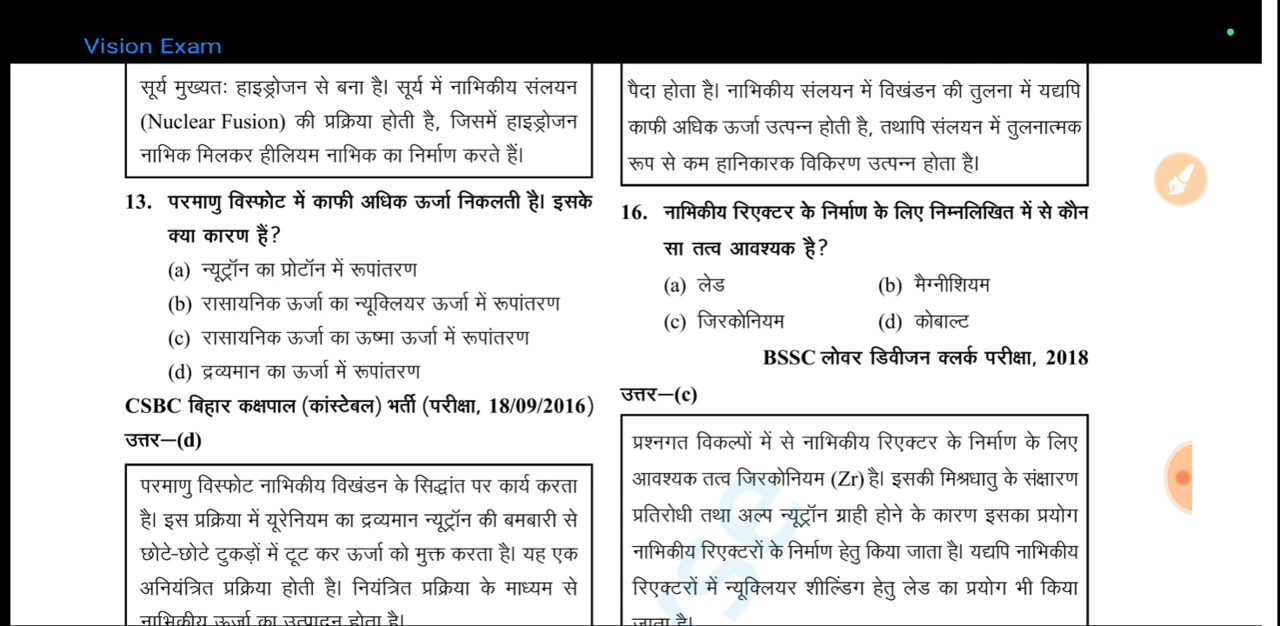 Vision Exam
सूर्य मुख्यतः हाइड्रोजन से बना है। सूर्य में नाभिकीय संलयन
(Nuclear Fusion) की प्रक्रिया होती है, जिसमें हाइड्रोजन
नाभिक मिलकर हीलियम नाभिक का निर्माण करते हैं।
13. परमाणु विस्फोट में काफी अधिक ऊर्जा निकलती है। इसके
क्या कारण हैं?
(a) न्यूट्रॉन का प्रोटॉन में रूपांतरण
(b) रासायनिक ऊर्जा का न्यूक्लियर ऊर्जा में रूपांतरण
(c) रासायनिक ऊर्जा का ऊष्मा ऊर्जा में रूपांतरण
(d) द्रव्यमान का ऊर्जा में रूपांतरण
CSBC बिहार कक्षपाल (कांस्टेबल) भर्ती (परीक्षा, 18/09/2016)
उत्तर—(d)
परमाणु विस्फोट नाभिकीय विखंडन के सिद्धांत पर कार्य करता
है। इस प्रक्रिया में यूरेनियम का द्रव्यमान न्यूट्रॉन की बमबारी से
छोटे-छोटे टुकड़ों में टूट कर ऊर्जा को मुक्त करता है। यह एक
अनियंत्रित प्रक्रिया होती है। नियंत्रित प्रक्रिया के माध्यम से
नाभिकीय ऊर्जा का उत्पादन होता है।
पैदा होता है। नाभिकीय संलयन में विखंडन की तुलना में यद्यपि
काफी अधिक ऊर्जा उत्पन्न होती है, तथापि संलयन में तुलनात्मक
रूप से कम हानिकारक विकिरण उत्पन्न होता है।
16. नाभिकीय रिएक्टर के निर्माण के लिए निम्नलिखित में से कौन
सा तत्व आवश्यक है?
(a) लेड (b) मैग्नीशियम
(c) जिरकोनियम (d) कोबाल्ट
BSSC लोवर डिवीजन क्लर्क परीक्षा, 2018
उत्तर—(c)
प्रश्नगत विकल्पों में से नाभिकीय रिएक्टर के निर्माण के लिए
आवश्यक तत्व जिरकोनियम (Zr) है। इसकी मिश्रधातु के संक्षारण
प्रतिरोधी तथा अल्प न्यूट्रॉन ग्राही होने के कारण इसका प्रयोग
नाभिकीय रिएक्टरों के निर्माण हेतु किया जाता है। यद्यपि नाभिकीय
रिएक्टरों में न्यूक्लियर शील्डिंग हेतु लेड का प्रयोग भी किया
जाता है।